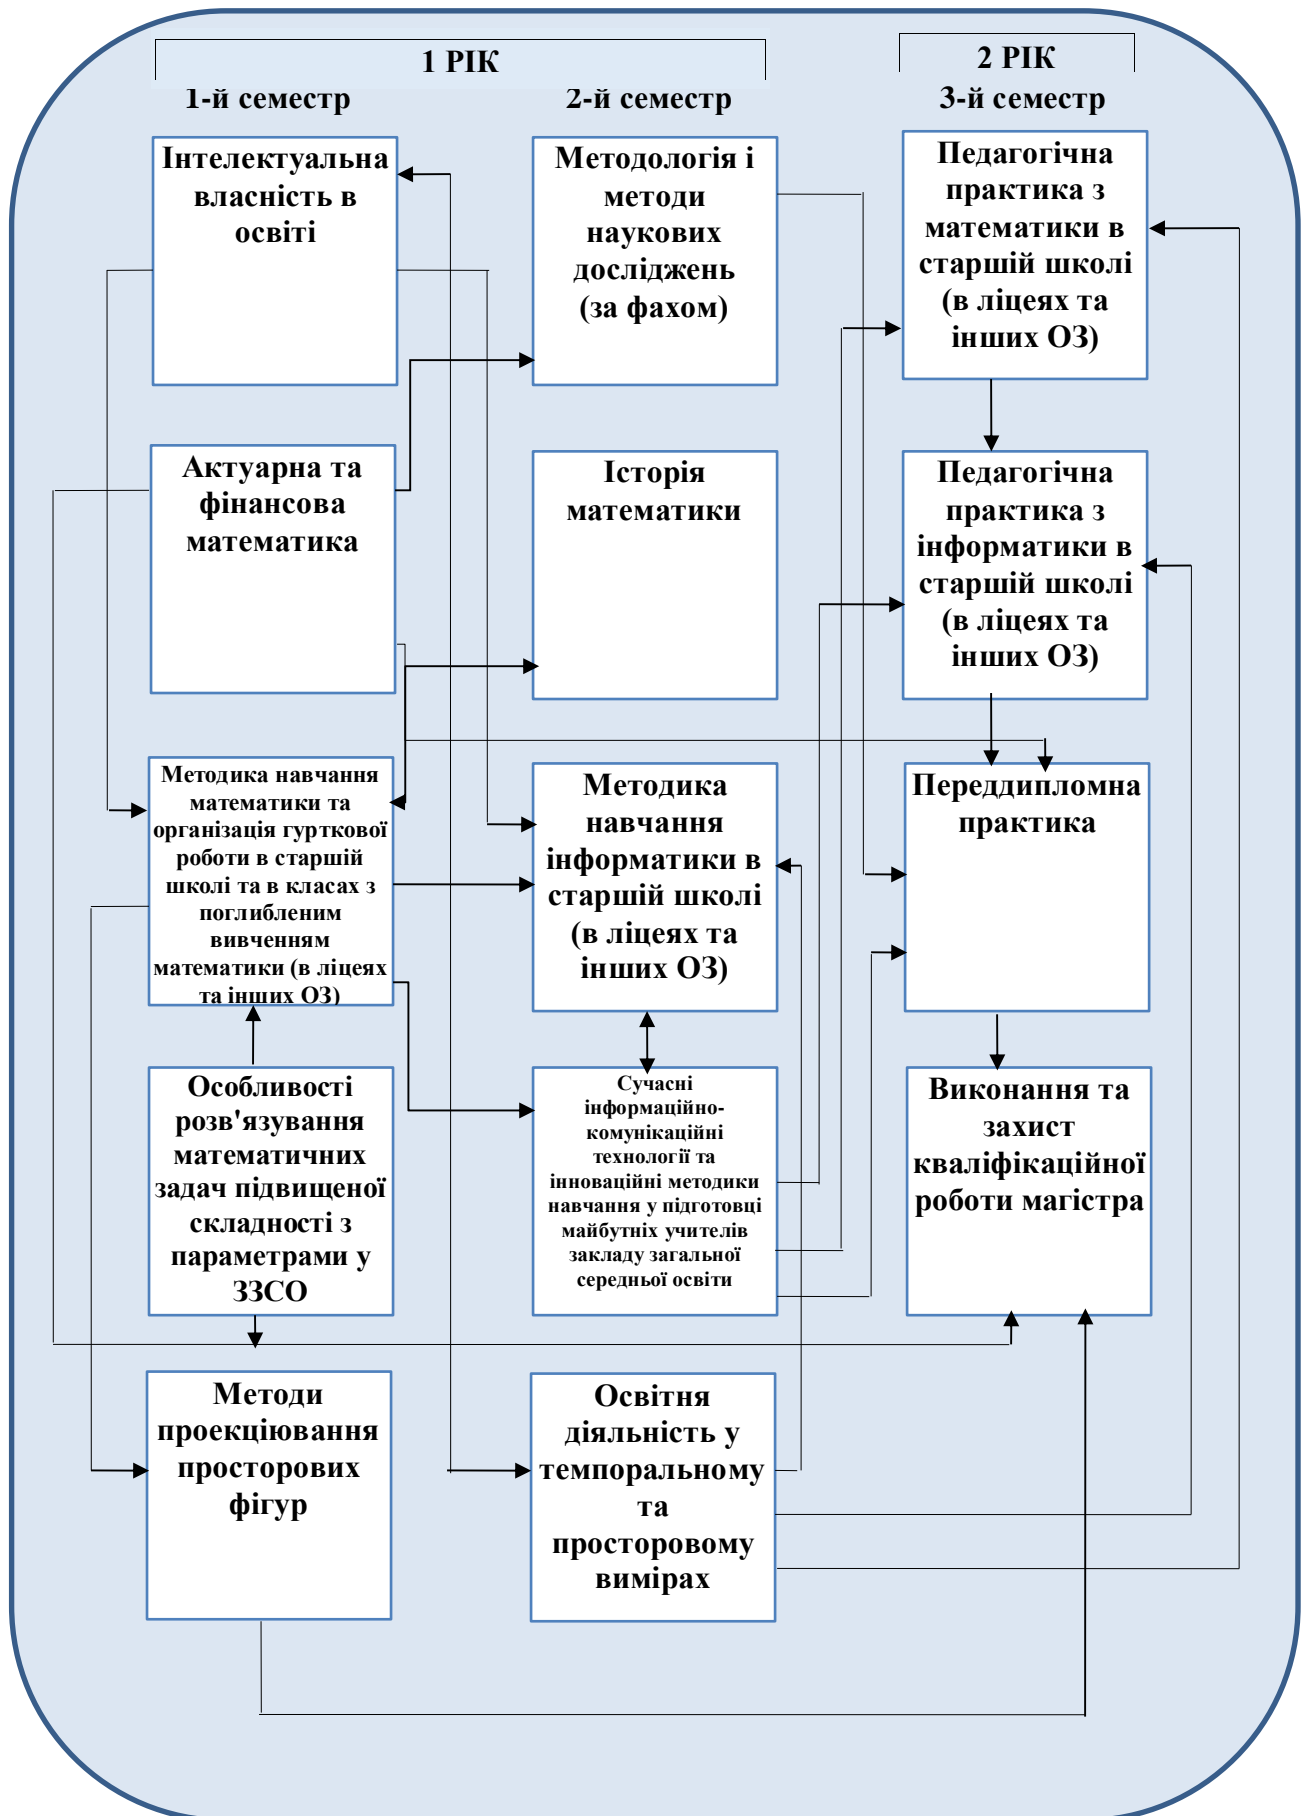 1 РІК
2 РІК
1-й семестр
2-й семестр
3-й семестр
Інтелектуальна
власність в
освіті
Методологія і
методи
наукових
досліджень
(за фахом)
Педагогічна
практика з
математики в
старшій школі
(в ліцеях та
інших ОЗ)
Актуарна та
фінансова
математика
Історія
математики
Педагогічна
практика з
інформатики в
старшій школі
(в ліцеях та
інших ОЗ)
Методика навчання
математики та
організація гурткової
роботи в старшій
школі та в класах з
поглибленим
вивченням
математики (в ліцеях
та інших ОЗ)
Методика
навчання
інформатики в
старшій школі
(в ліцеях та
інших ОЗ)
Переддипломна
практика
Особливості
розв'язування
математичних
задач підвищеної
складності з
параметрами у
ЗЗСО
Сучасні
інформаційно-
комунікаційні
технології та
інноваційні методики
навчання у підготовці
майбутніх учителів
закладу загальної
середньої освіти
Виконання та
захист
кваліфікаційної
роботи магістра
Методи
проекціювання
просторових
фігур
Освітня
діяльність у
темпоральному
та
просторовому
вимірах